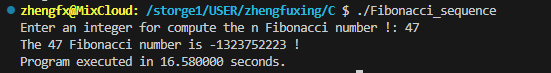 zhengfx@MixCloud: /storge1/USER/zhengfuxing/C $ ./Fibonacci_sequence
Enter an integer for compute the n Fibonacci number !: 47
The 47 Fibonacci number is -1323752223 !
Program executed in 16.580000 seconds.